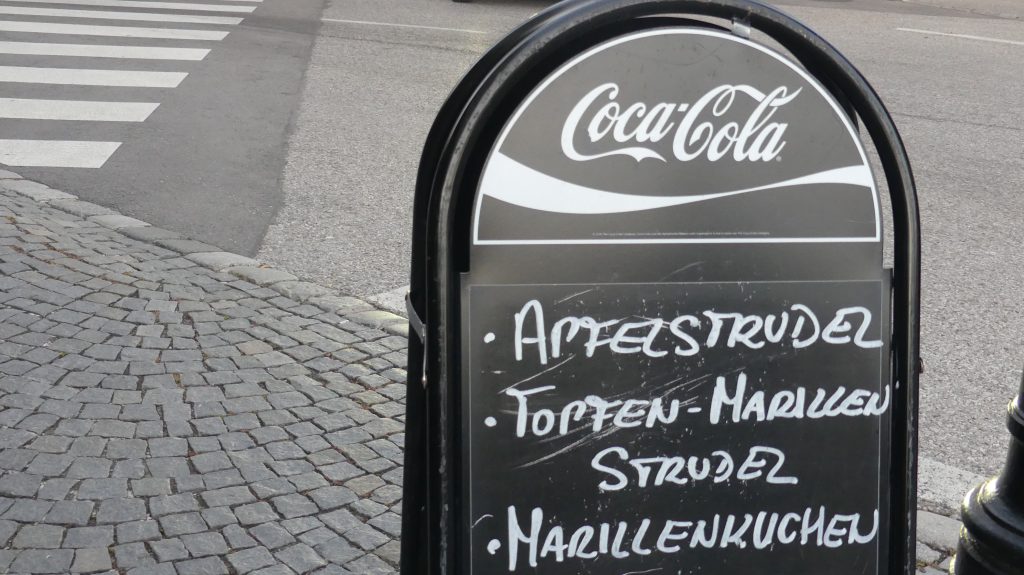 Coca-Cola
• APFELSTRUDEL
• TOPFEN-MARILLEN
STRUDEL
• MARILLENKUCHEN